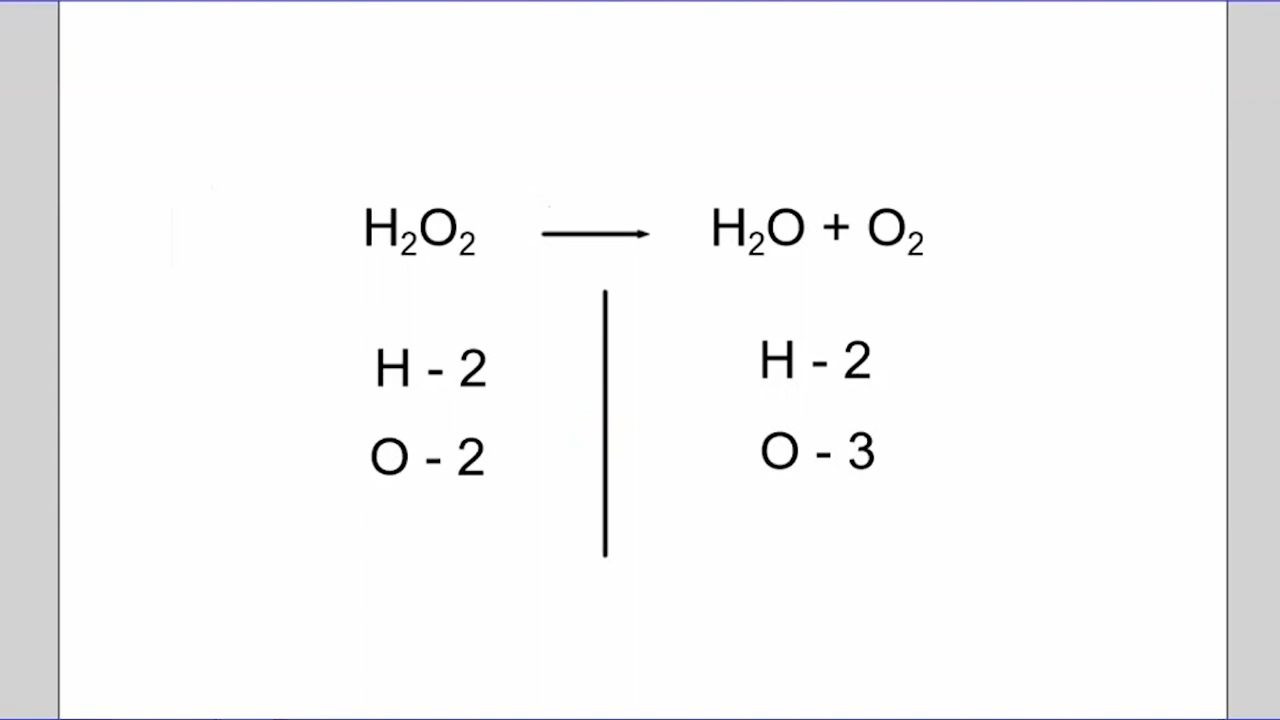 H₂O₂ ⟶ H₂O + O₂
H - 2 H - 2
O - 2 O - 3